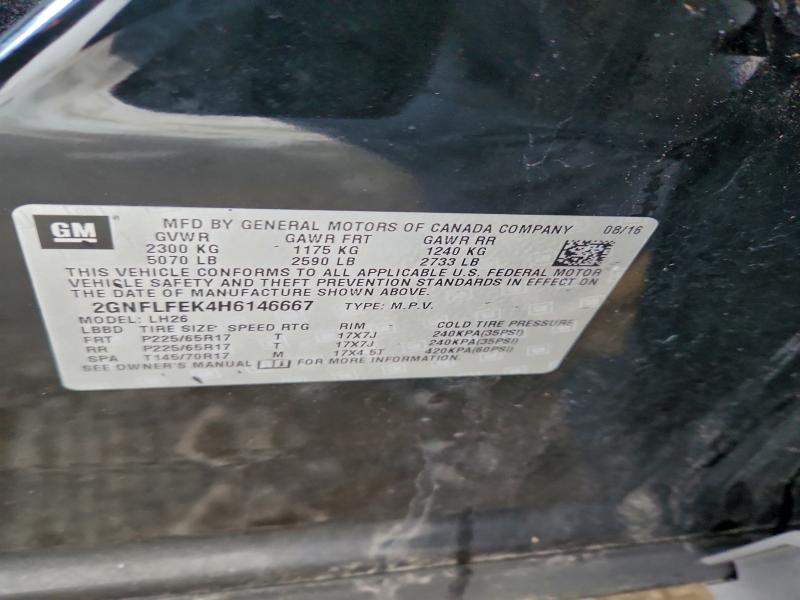 GM
MFD BY GENERAL MOTORS OF CANADA COMPANY 08/16
GVWR GAWR FRT GAWR RR
2300 KG 1175 KG 1240 KG
5070 LB 2590 LB 2733 LB
THIS VEHICLE CONFORMS TO ALL APPLICABLE U.S. FEDERAL MOTOR
VEHICLE SAFETY AND THEFT PREVENTION STANDARDS IN EFFECT ON
THE DATE OF MANUFACTURE SHOWN ABOVE.
2GNFLFEK4H6146667 TYPE: M.P.V.
MODEL: LH26
LBBD TIRE SIZE SPEED RTG RIM COLD TIRE PRESSURE
FRT P225/65R17 T 17X7J 240KPA(35PSI)
RR P225/65R17 T 17X7J 240KPA(35PSI)
SPA T145/70R17 M 17X4.5T 420KPA(60PSI)
SEE OWNER'S MANUAL FOR MORE INFORMATION.